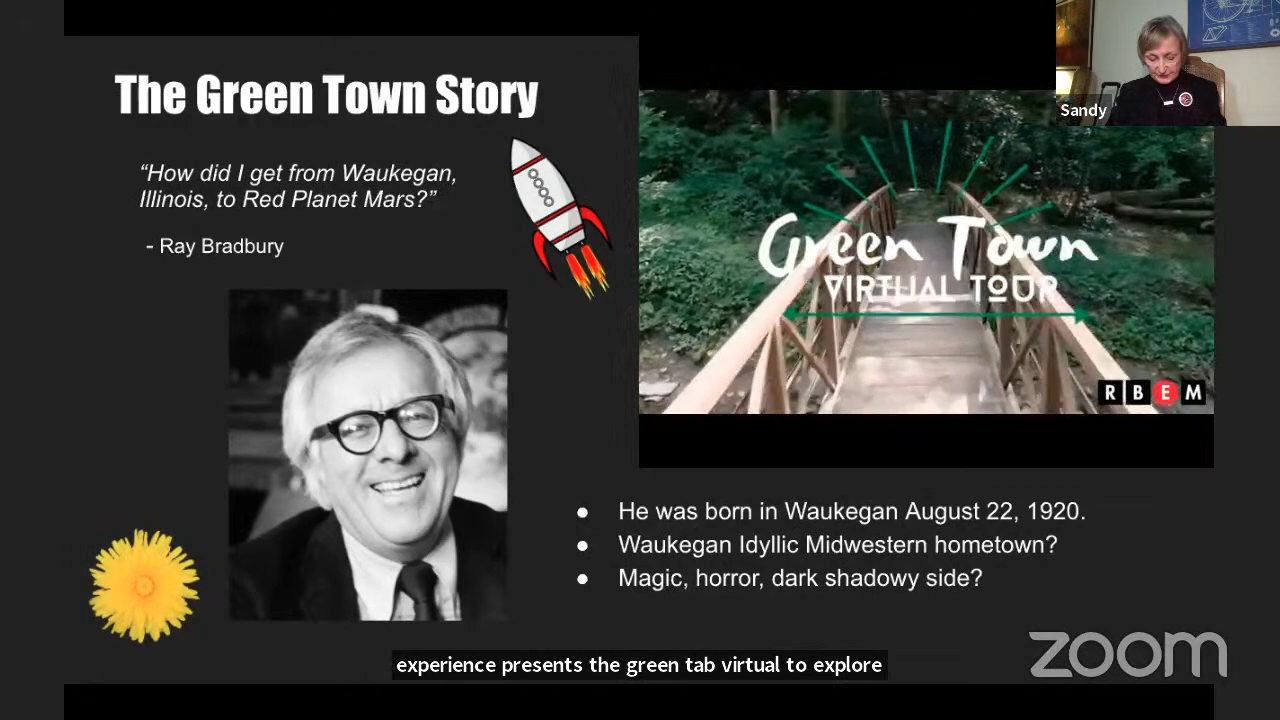 The Green Town Story
“How did I get from Waukegan,
Illinois, to Red Planet Mars?”
- Ray Bradbury
Sandy
Green Town
VIRTUAL TOUR
R B E M
● He was born in Waukegan August 22, 1920.
● Waukegan Idyllic Midwestern hometown?
● Magic, horror, dark shadowy side?
experience presents the green tab virtual to explore
zoom